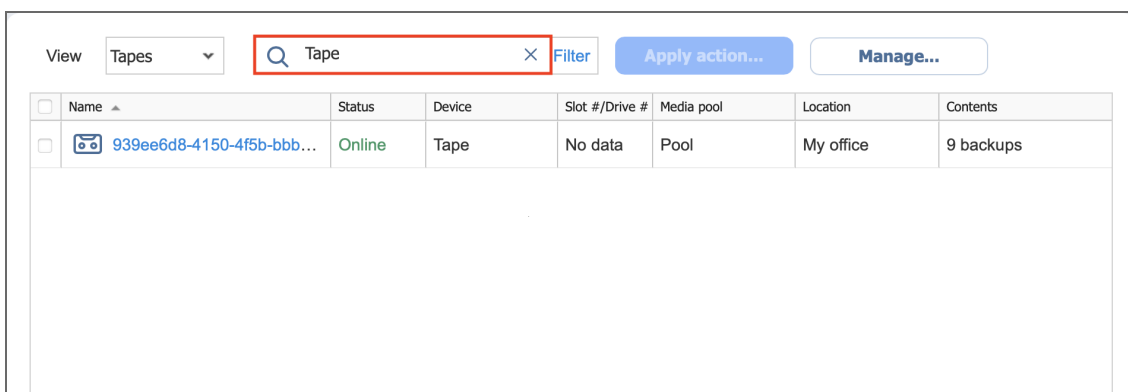 View Tapes Tape Filter Apply action... Manage...
Name Status Device Slot #/Drive # Media pool Location Contents
939ee6d8-4150-4f5b-bbb... Online Tape No data Pool My office 9 backups